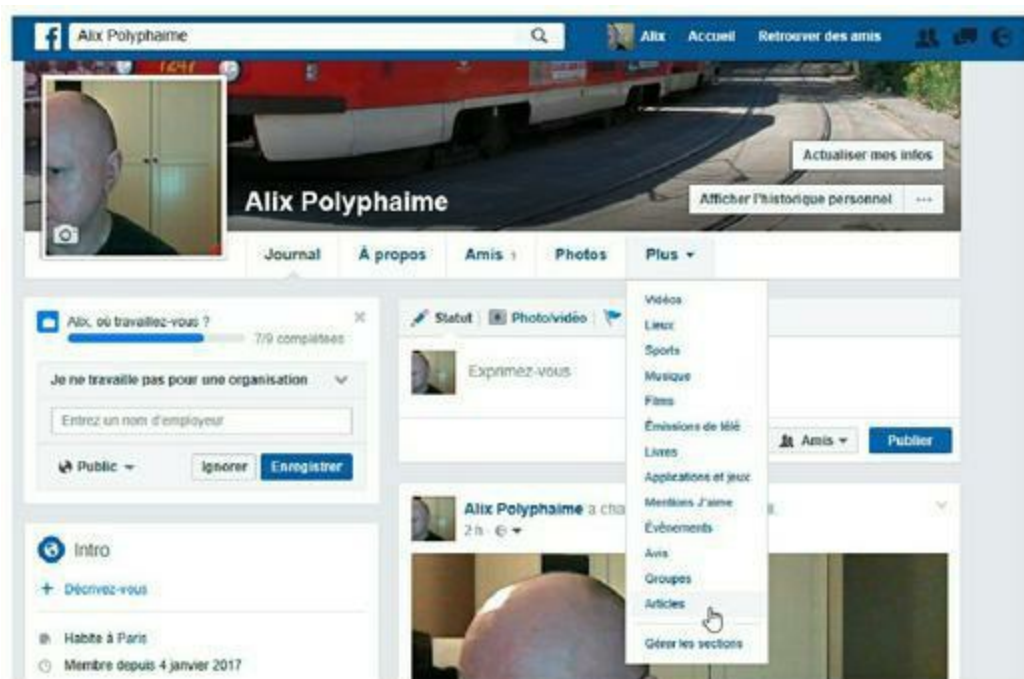 Alix Polyphaime
Alix Accueil Retrouver des amis
1247
Actualiser mes infos
Alix Polyphaime
Afficher l'historique personnel ...
Journal À propos Amis 1 Photos Plus
Alix, où travaillez-vous ?
7/9 complétées
Je ne travaille pas pour une organisation
Entrez un nom d'employeur
Public Ignorer Enregistrer
Intro
+ Décrivez-vous
Habite à Paris
Membre depuis 4 janvier 2017
Statut Photo/vidéo
Exprimez-vous
Amis Publier
Alix Polyphaime a cha
2 h
Vidéos
Lieux
Sports
Musique
Films
Émissions de télé
Livres
Applications et jeux
Mentions J'aime
Évènements
Avis
Groupes
Articles
Gérer les sections